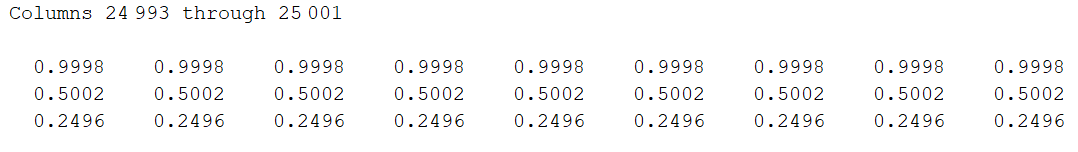 Columns 24 993 through 25 001
0.9998 0.9998 0.9998 0.9998 0.9998 0.9998 0.9998 0.9998 0.9998
0.5002 0.5002 0.5002 0.5002 0.5002 0.5002 0.5002 0.5002 0.5002
0.2496 0.2496 0.2496 0.2496 0.2496 0.2496 0.2496 0.2496 0.2496